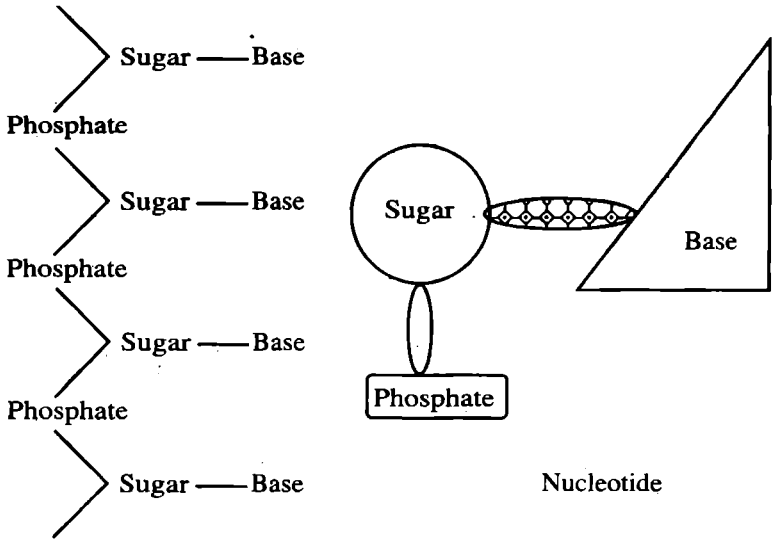 Sugar — Base
Phosphate
Sugar — Base
Phosphate
Sugar — Base
Phosphate
Sugar — Base
Sugar
Base
Phosphate
Nucleotide